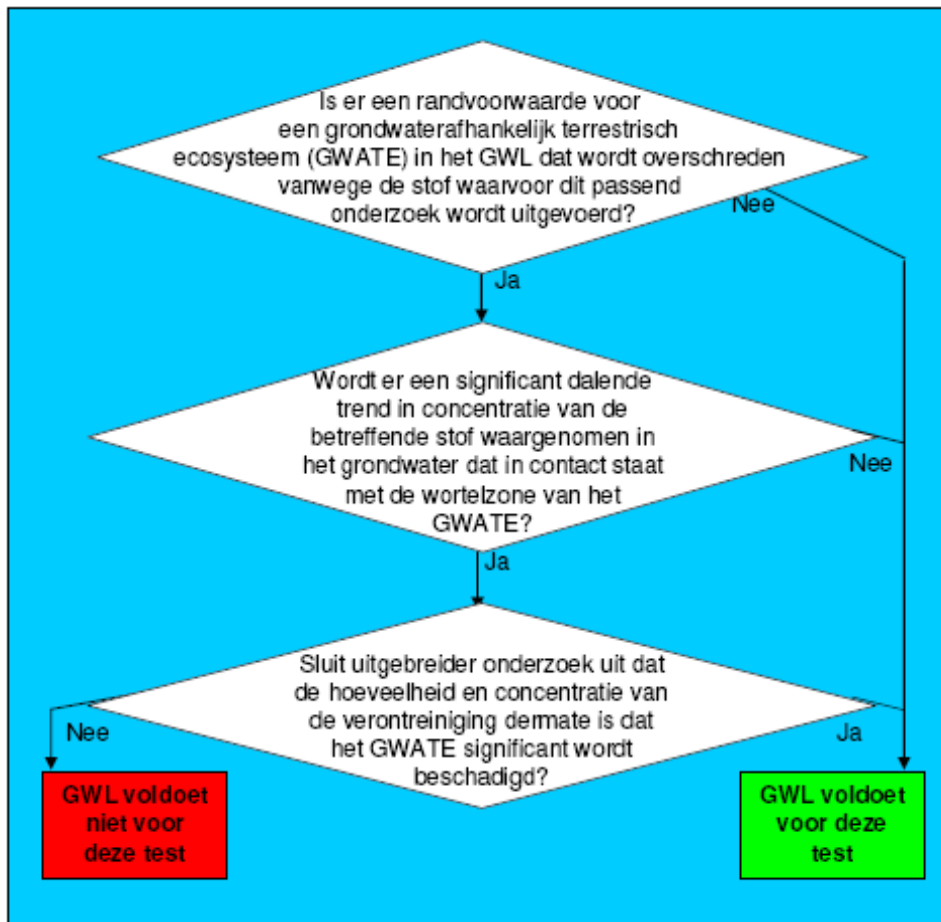 Is er een randvoorwaarde voor
een grondwaterafhankelijk terrestrisch
ecosysteem (GWATE) in het GWL dat wordt overschreden
vanwege de stof waarvoor dit passend
onderzoek wordt uitgevoerd?
Nee
Ja
Wordt er een significant dalende
trend in concentratie van de
betreffende stof waargenomen in
het grondwater dat in contact staat
met de wortelzone van het
GWATE?
Nee
Ja
Sluit uitgebreider onderzoek uit dat
de hoeveelheid en concentratie van
de verontreiniging dermate is dat
het GWATE significant wordt
beschadigd?
Nee
Ja
GWL voldoet
niet voor
deze test
GWL voldoet
voor deze
test